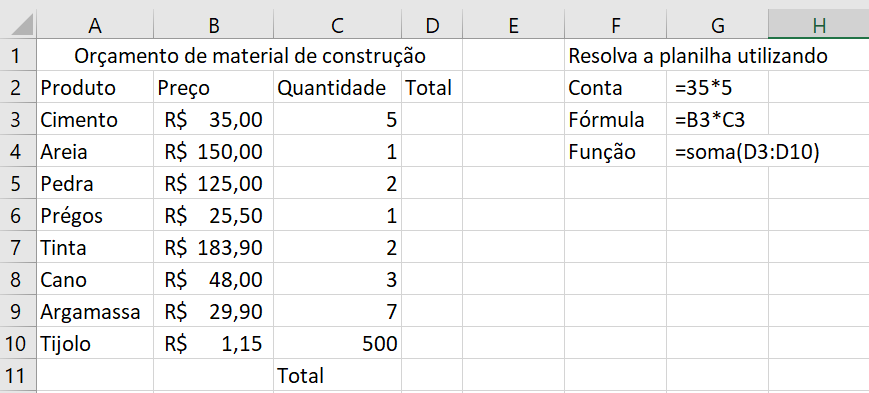 A B C D E F G H
1 Orçamento de material de construção Resolva a planilha utilizando
2 Produto Preço Quantidade Total Conta =35*5
3 Cimento R$ 35,00 5 Fórmula =B3*C3
4 Areia R$ 150,00 1 Função =soma(D3:D10)
5 Pedra R$ 125,00 2
6 Prégos R$ 25,50 1
7 Tinta R$ 183,90 2
8 Cano R$ 48,00 3
9 Argamassa R$ 29,90 7
10 Tijolo R$ 1,15 500
11 Total